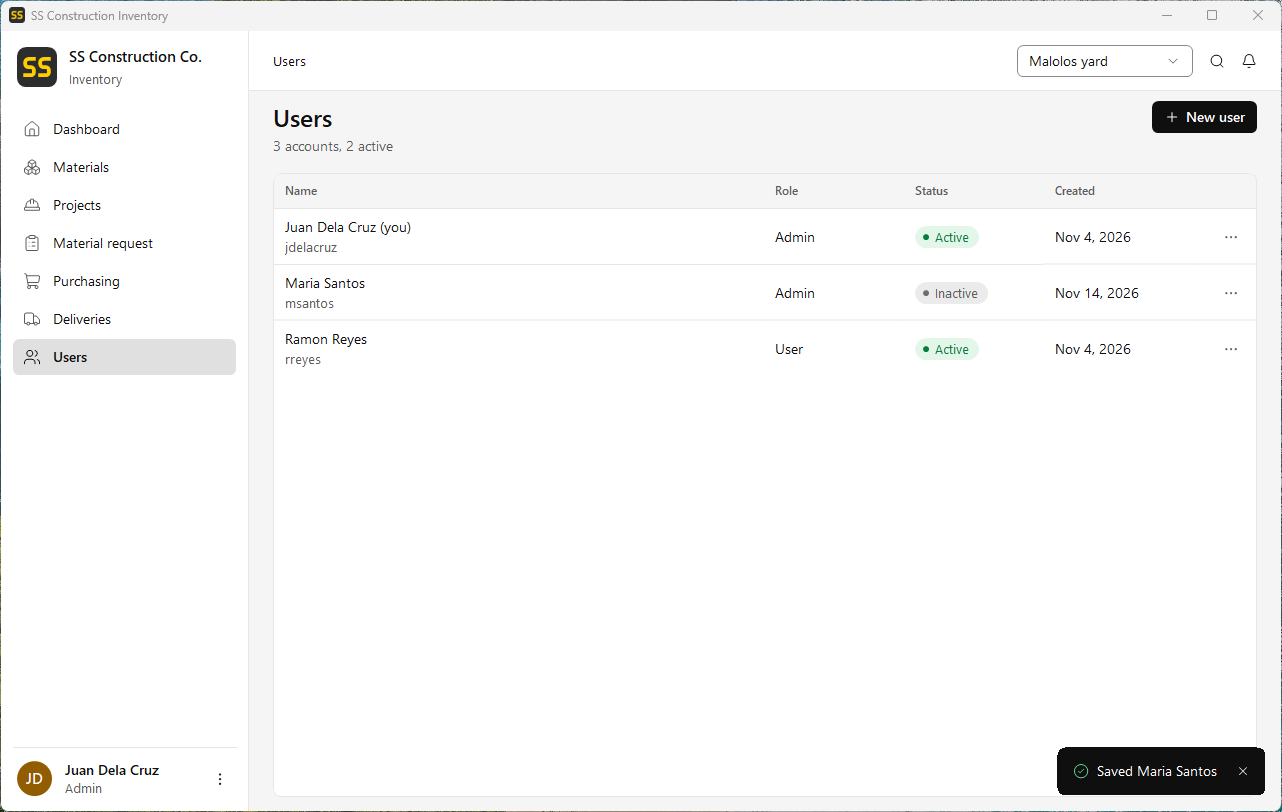 SS SS Construction Inventory
SS
SS Construction Co.
Inventory
Dashboard
Materials
Projects
Material request
Purchasing
Deliveries
Users
JD
Juan Dela Cruz
Admin
Users
Malolos yard
Users
3 accounts, 2 active
+ New user
Name Role Status Created
Juan Dela Cruz (you)
jdelacruz
Admin Active Nov 4, 2026 ...
Maria Santos
msantos
Admin Inactive Nov 14, 2026 ...
Ramon Reyes
rreyes
User Active Nov 4, 2026 ...
Saved Maria Santos